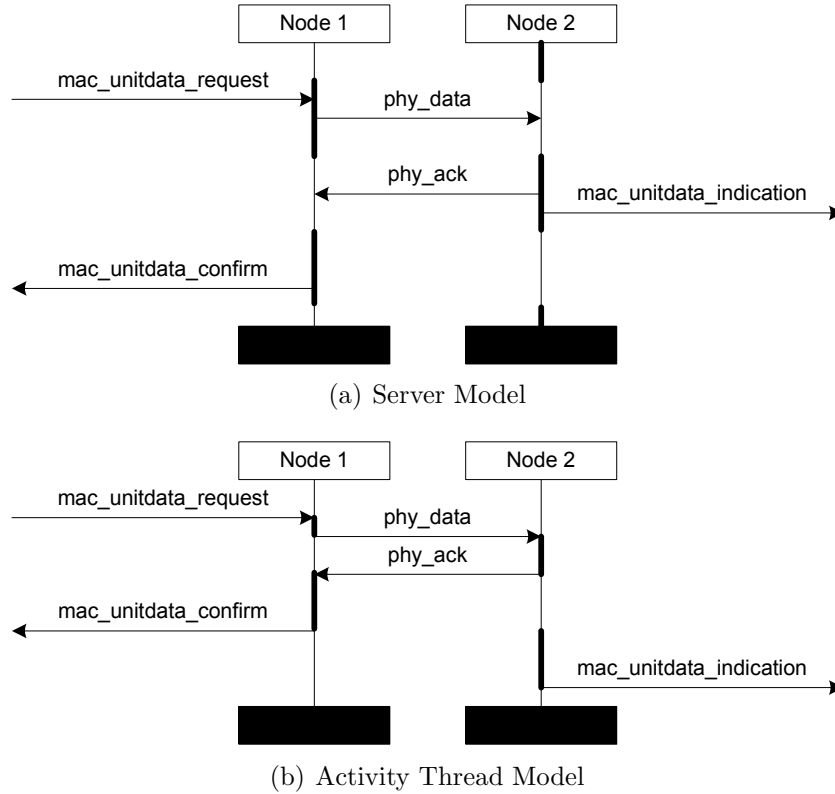 Node 1
Node 2
mac_unitdata_request
phy_data
phy_ack
mac_unitdata_indication
mac_unitdata_confirm
(a) Server Model
Node 1
Node 2
mac_unitdata_request
phy_data
phy_ack
mac_unitdata_confirm
mac_unitdata_indication
(b) Activity Thread Model